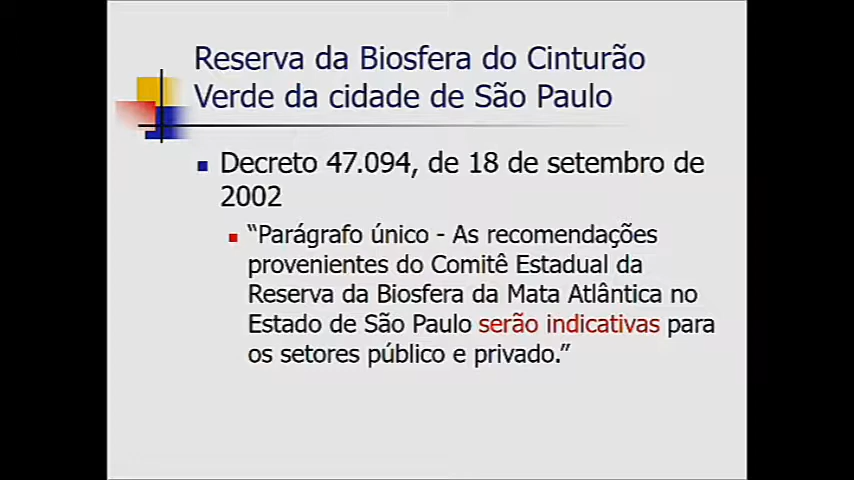 Reserva da Biosfera do Cinturão
Verde da cidade de São Paulo
Decreto 47.094, de 18 de setembro de
2002
“Parágrafo único - As recomendações
provenientes do Comitê Estadual da
Reserva da Biosfera da Mata Atlântica no
Estado de São Paulo serão indicativas para
os setores público e privado.”